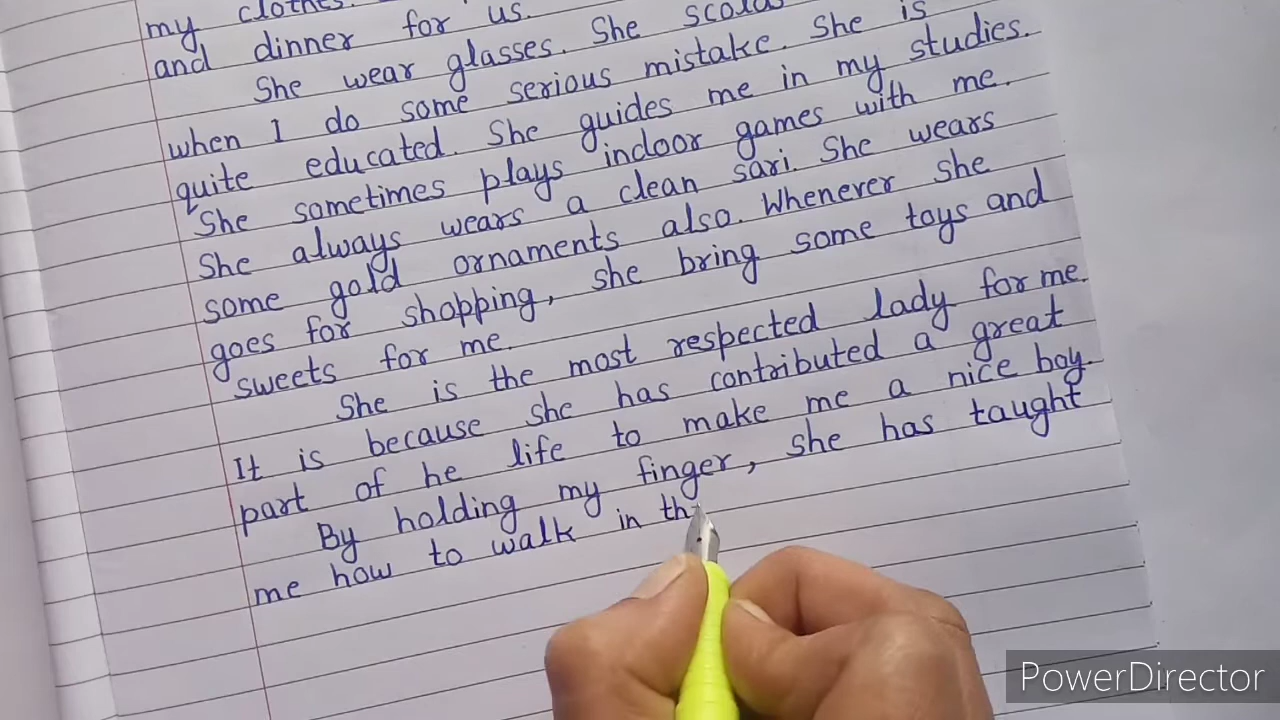 my clothes.
and dinner for us.
She wear glasses. She scolds
when I do some serious mistake. She is
quite educated. She guides me in my studies.
She sometimes plays indoor games with me.
She always wears a clean sari. She wears
some gold ornaments also. Whenever she
goes for shopping, she bring some toys and
sweets for me.
She is the most respected lady for me.
It is because she has contributed a great
part of he life to make me a nice boy.
By holding my finger, she has taught
me how to walk in th
PowerDirector